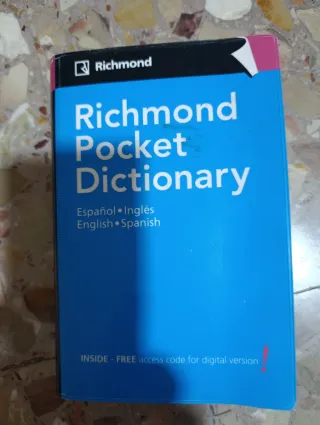 Richmond
Richmond
Pocket
Dictionary
Español • Inglés
English • Spanish
INSIDE - FREE access code for digital version !